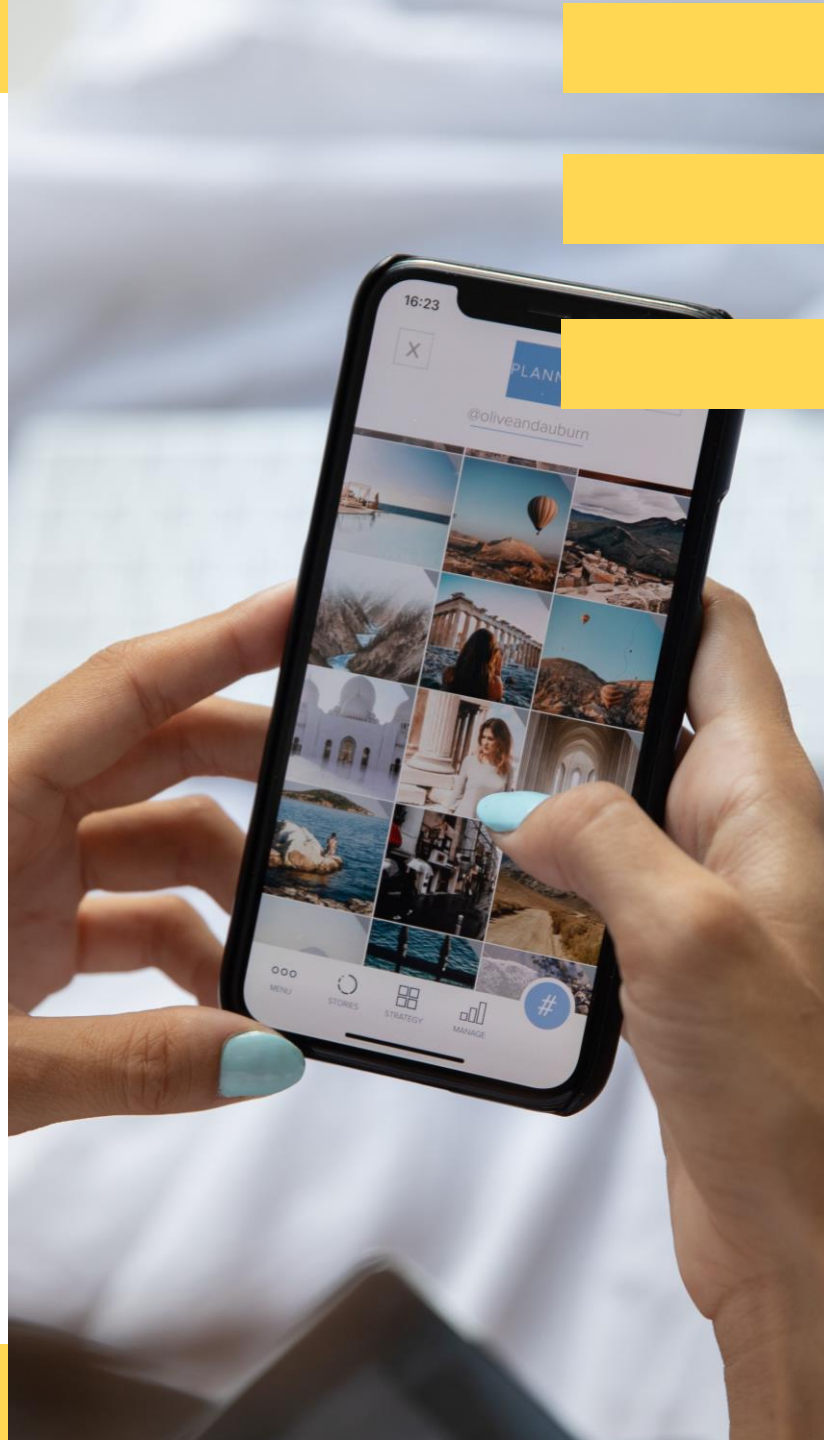 16:23
X
PLANN
@oliveandauburn
MENU
STORIES
STRATEGY
MANAGE
#